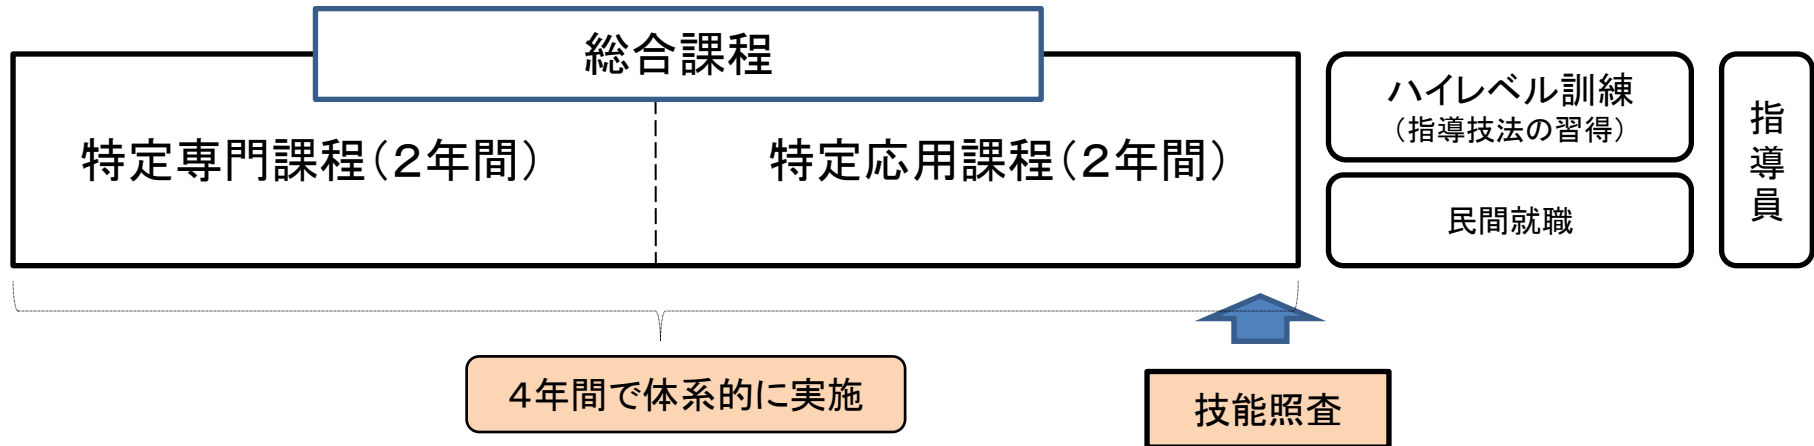 総合課程
特定専門課程（２年間）
特定応用課程（２年間）
ハイレベル訓練
（指導技法の習得）
民間就職
指導員
４年間で体系的に実施
技能照査